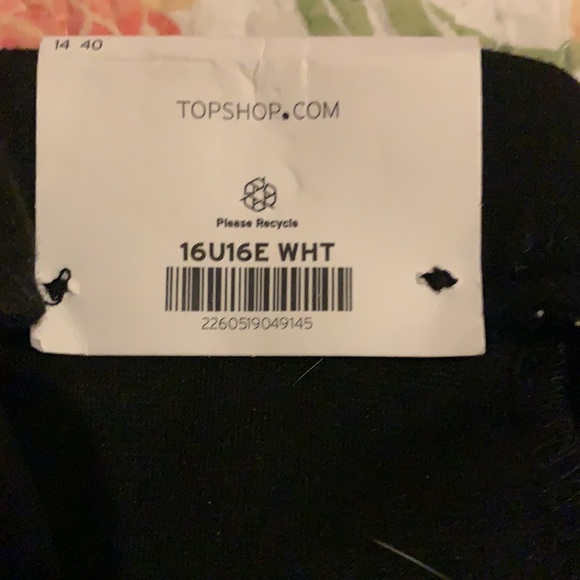 14 40
TOPSHOP.COM
Please Recycle
16U16E WHT
2260519049145